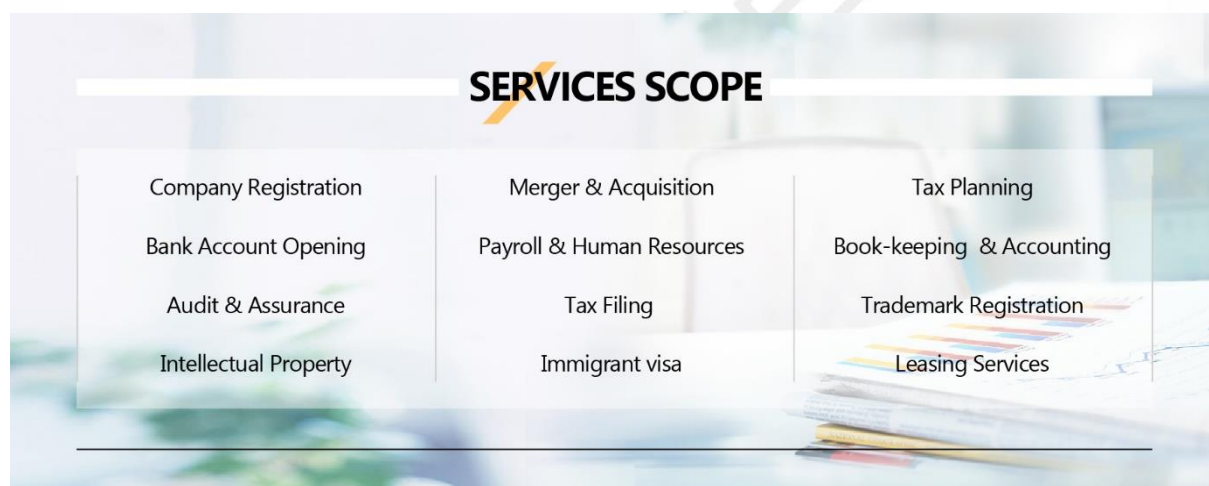 SERVICES SCOPE
Company Registration
Merger & Acquisition
Tax Planning
Bank Account Opening
Payroll & Human Resources
Book-keeping & Accounting
Audit & Assurance
Tax Filing
Trademark Registration
Intellectual Property
Immigrant visa
Leasing Services